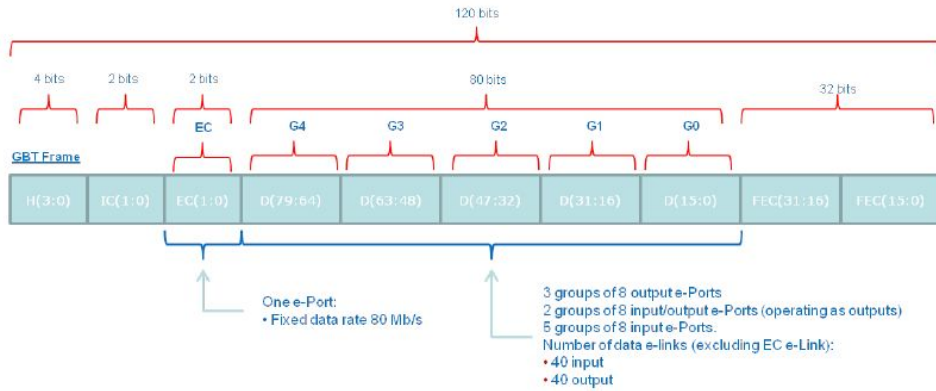 120 bits
4 bits 2 bits 2 bits 80 bits 32 bits
EC G4 G3 G2 G1 G0
GBT Frame
H(3:0) IC(1:0) EC(1:0) D(79:64) D(63:48) D(47:32) D(31:16) D(15:0) FEC(31:16) FEC(15:0)
One e-Port:
• Fixed data rate 80 Mb/s
3 groups of 8 output e-Ports
2 groups of 8 input/output e-Ports (operating as outputs)
5 groups of 8 input e-Ports.
Number of data e-links (excluding EC e-Link):
• 40 input
• 40 output